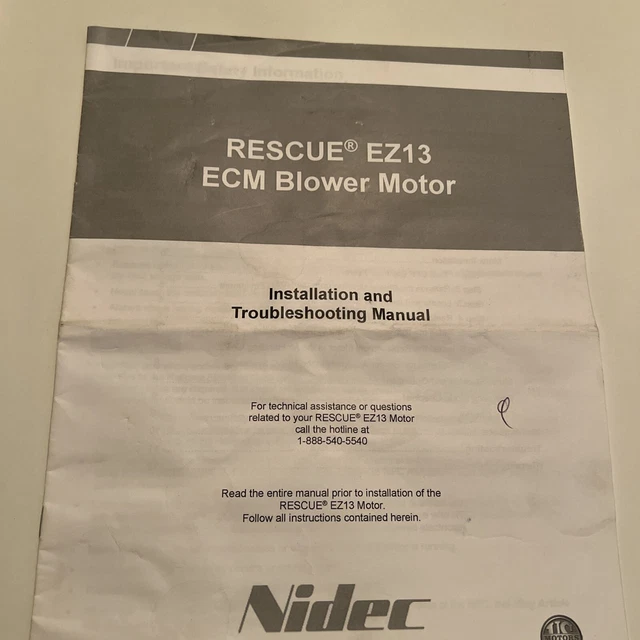 RESCUE® EZ13
ECM Blower Motor
Installation and
Troubleshooting Manual
For technical assistance or questions
related to your RESCUE® EZ13 Motor
call the hotline at
1-888-540-5540
Read the entire manual prior to installation of the
RESCUE® EZ13 Motor.
Follow all instructions contained herein.
Nidec
MOTORS